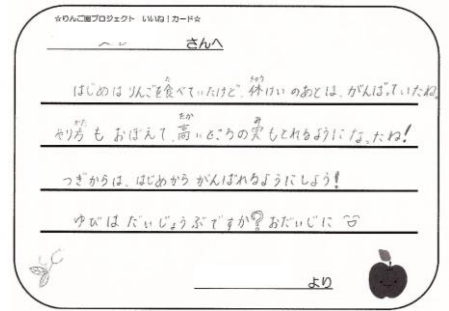 ☆りんご園プロジェクト いいね！カード☆
さんへ
はじめはりんごを食べていたけど、休けいのあとは、がんばっていたね。
やり方もおぼえて、高いところの実もとれるようになったね!
つぎからは、はじめからがんばれるようにしよう!
ゆびはだいじょうぶですか?おだいじに
より